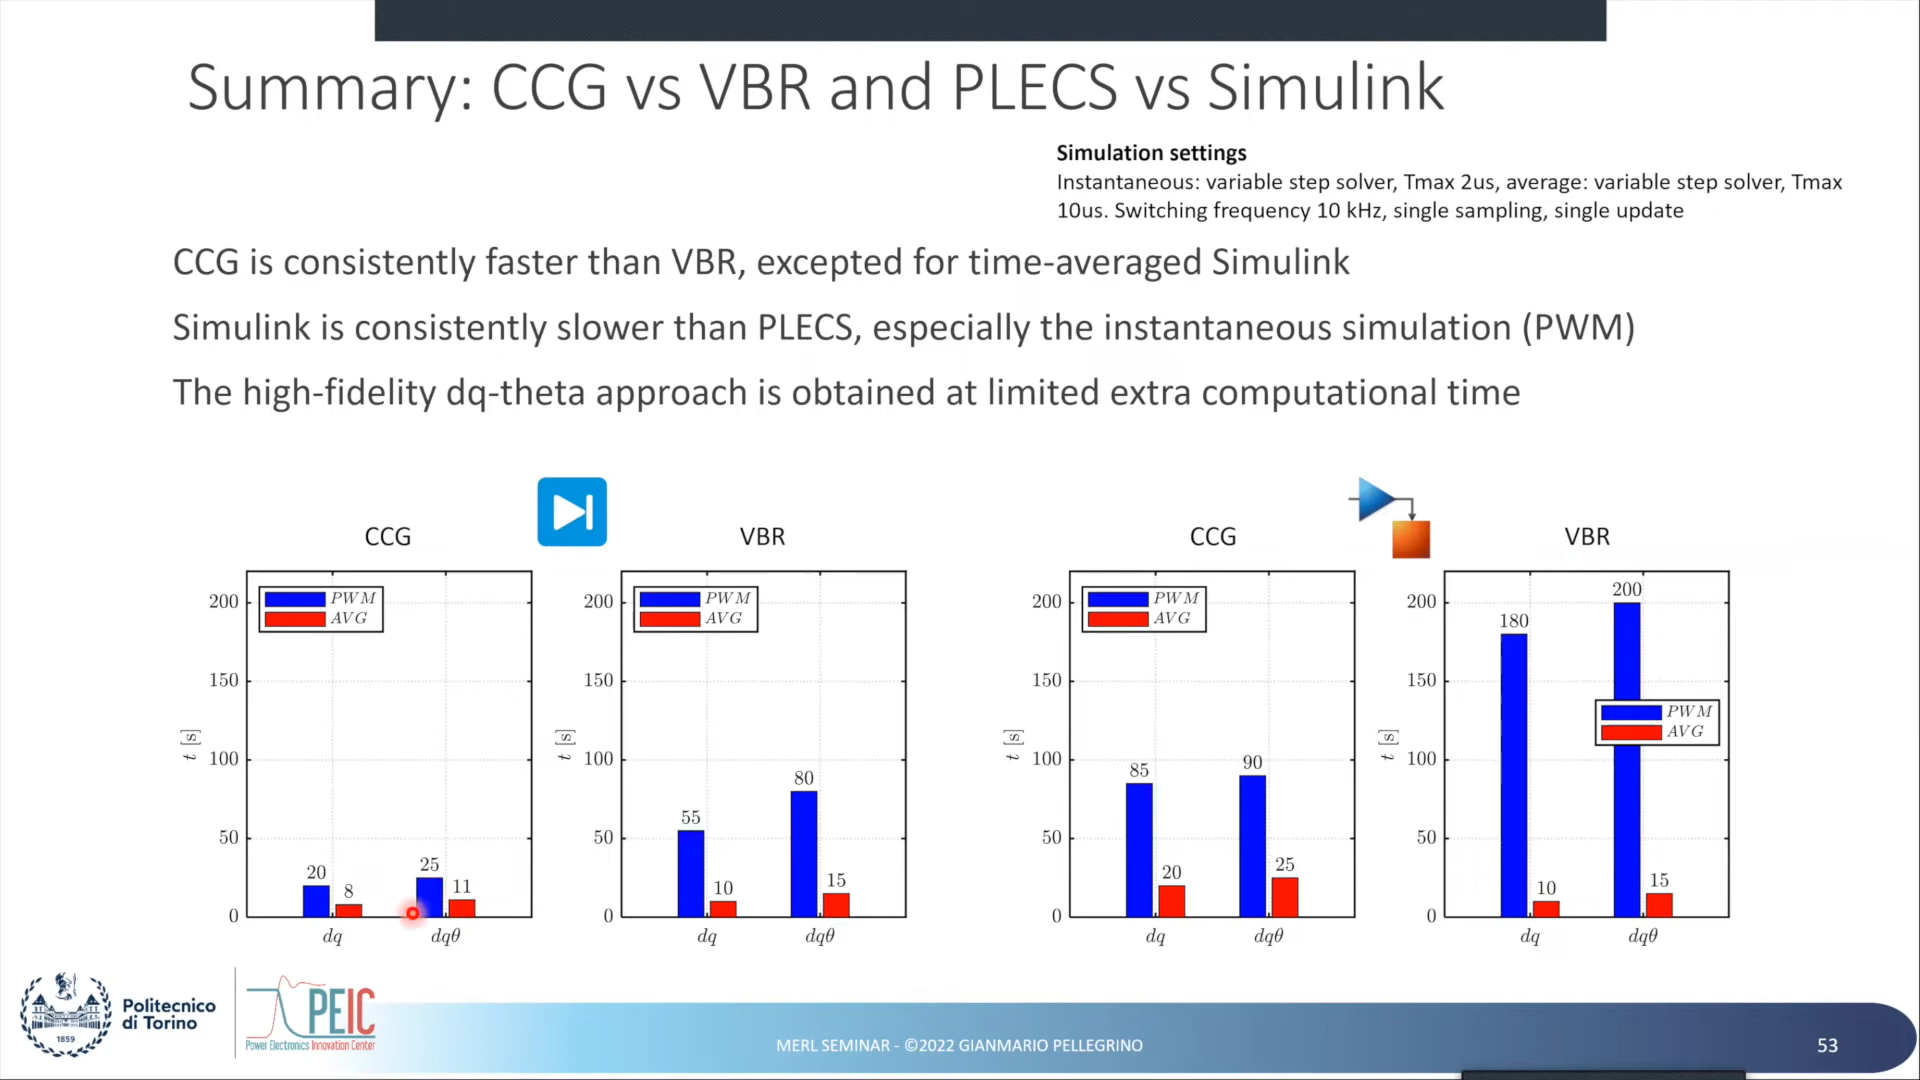 Summary: CCG vs VBR and PLECS vs Simulink
Simulation settings
Instantaneous: variable step solver, Tmax 2us, average: variable step solver, Tmax
10us. Switching frequency 10 kHz, single sampling, single update
CCG is consistently faster than VBR, excepted for time-averaged Simulink
Simulink is consistently slower than PLECS, especially the instantaneous simulation (PWM)
The high-fidelity dq-theta approach is obtained at limited extra computational time
CCG
PWM
AVG
200
150
100
50
0
t [s]
20
8
25
11
dq
dqθ
VBR
PWM
AVG
200
150
100
50
0
t [s]
55
10
80
15
dq
dqθ
CCG
PWM
AVG
200
150
100
50
0
t [s]
85
20
90
25
dq
dqθ
VBR
PWM
AVG
200
150
100
50
0
t [s]
180
10
200
15
dq
dqθ
1859
Politecnico
di Torino
PEIC
Power Electronics Innovation Center
MERL SEMINAR - ©2022 GIANMARIO PELLEGRINO
53